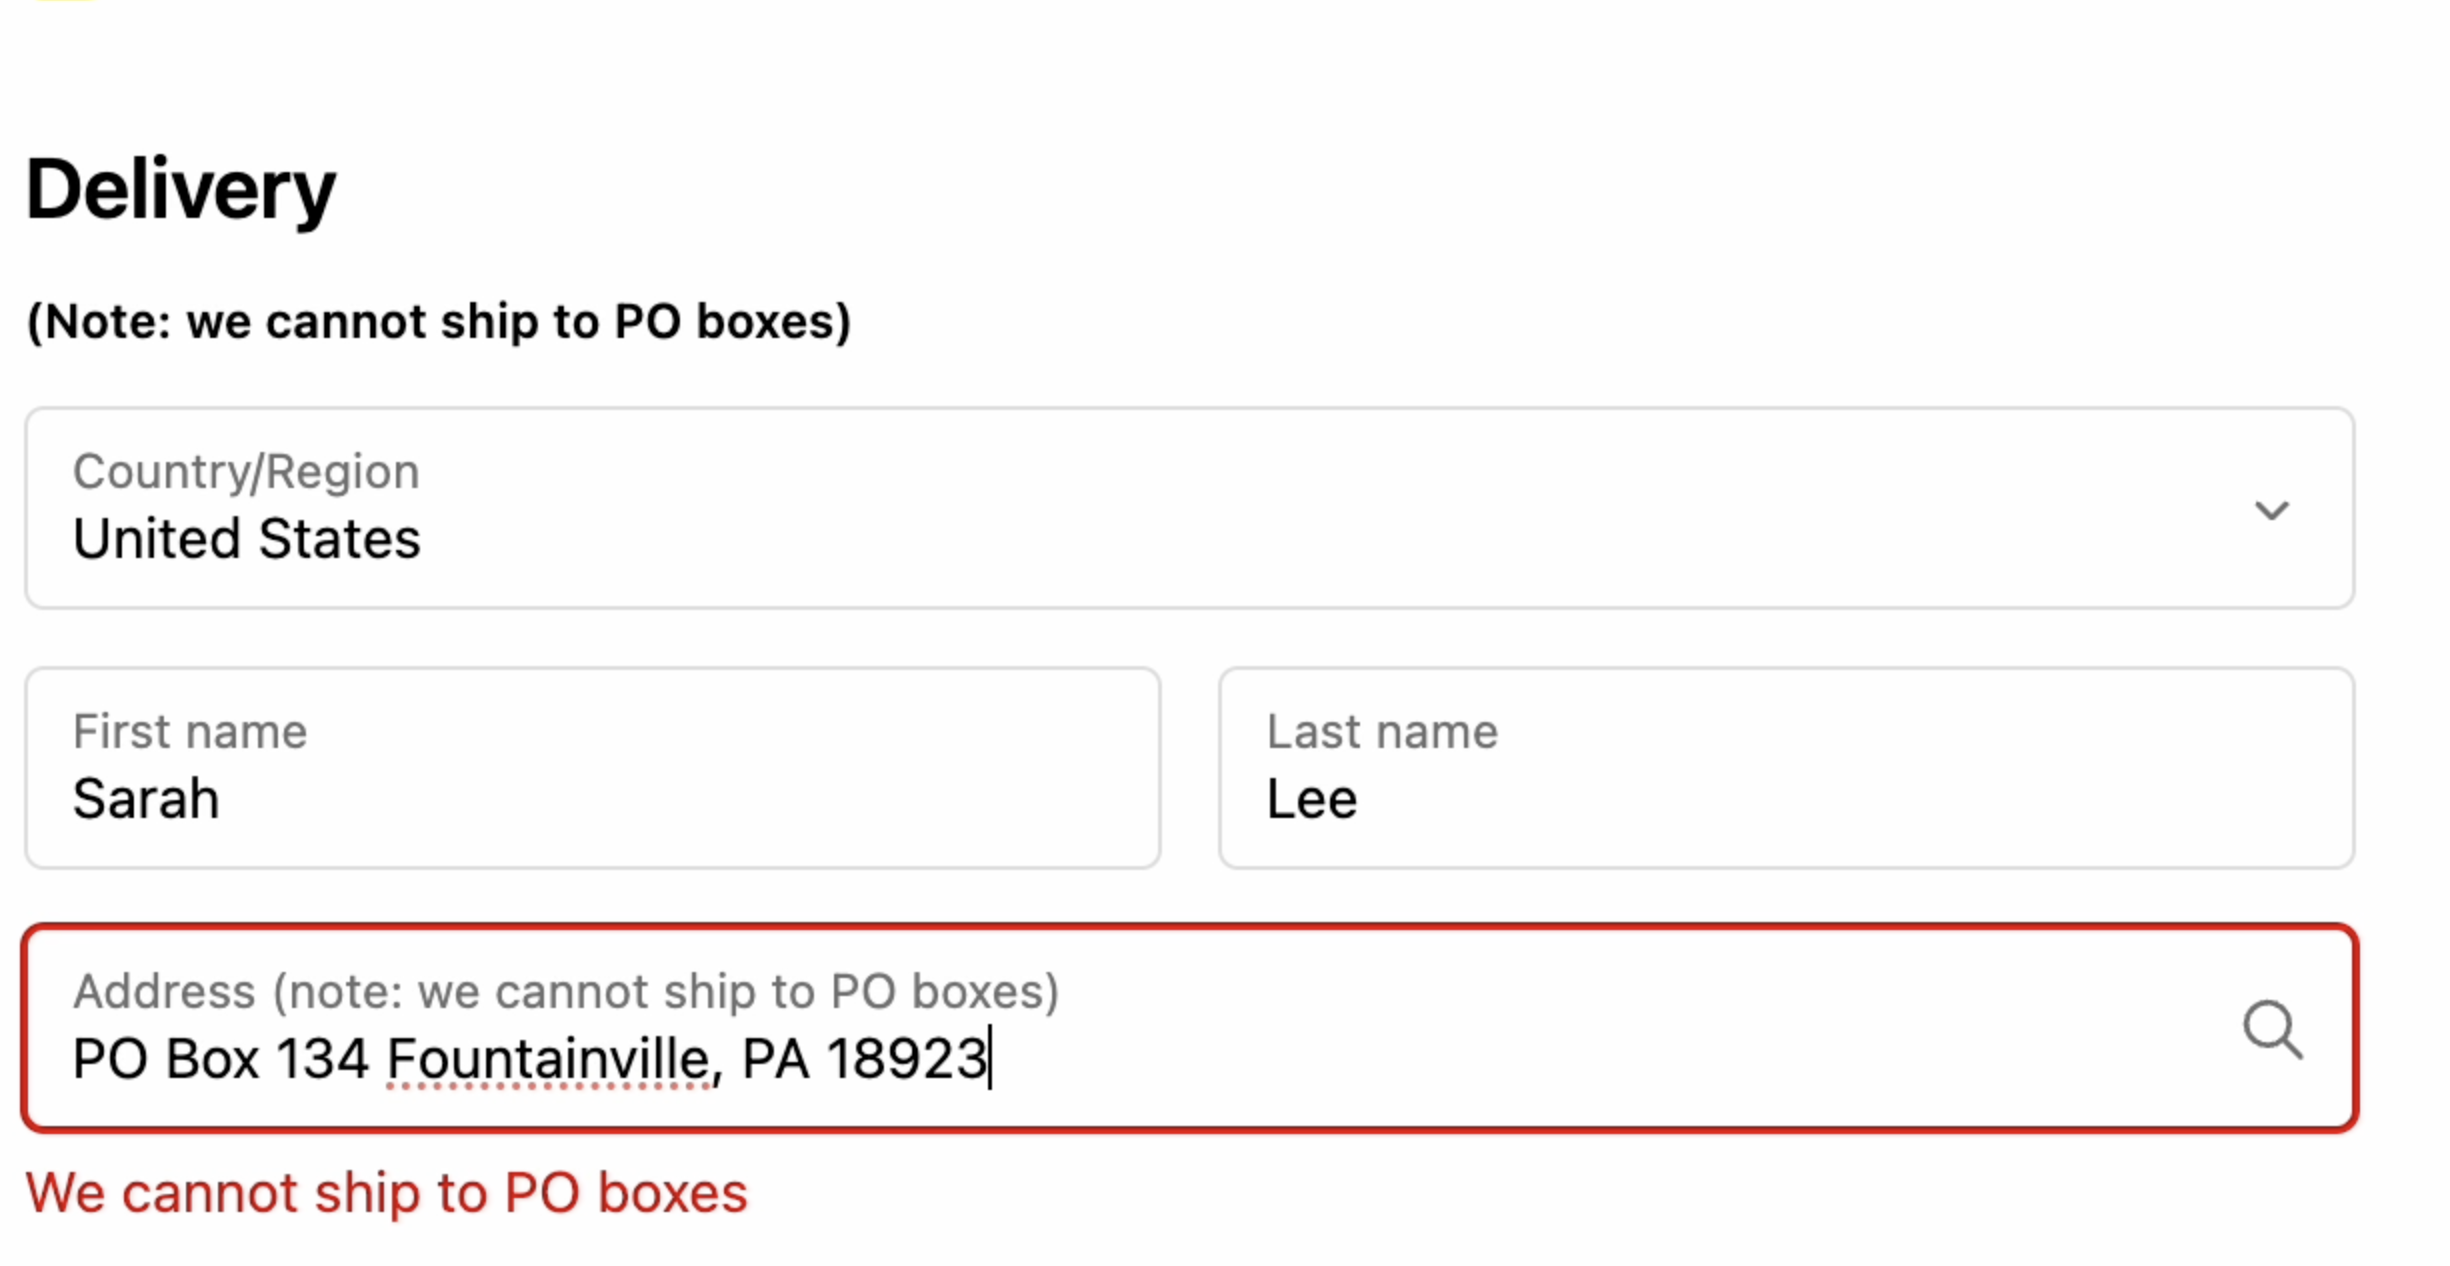 Delivery
(Note: we cannot ship to PO boxes)
Country/Region
United States
First name
Sarah
Last name
Lee
Address (note: we cannot ship to PO boxes)
PO Box 134 Fountainville, PA 18923
We cannot ship to PO boxes